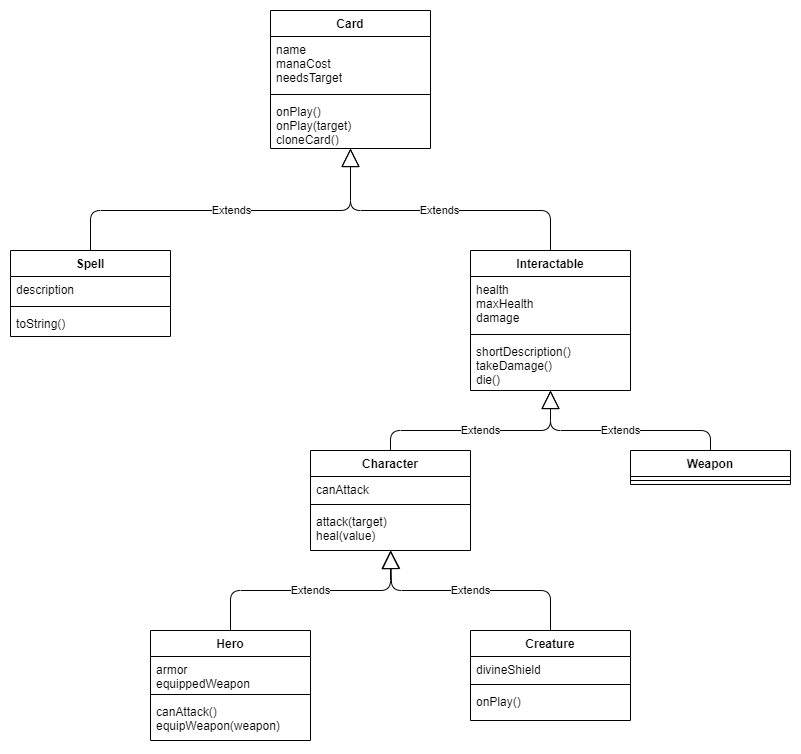 Card
name
manaCost
needsTarget
onPlay()
onPlay(target)
cloneCard()
Extends
Extends
Spell
description
toString()
Interactable
health
maxHealth
damage
shortDescription()
takeDamage()
die()
Extends
Extends
Character
canAttack
attack(target)
heal(value)
Weapon
Extends
Extends
Hero
armor
equippedWeapon
canAttack()
equipWeapon(weapon)
Creature
divineShield
onPlay()